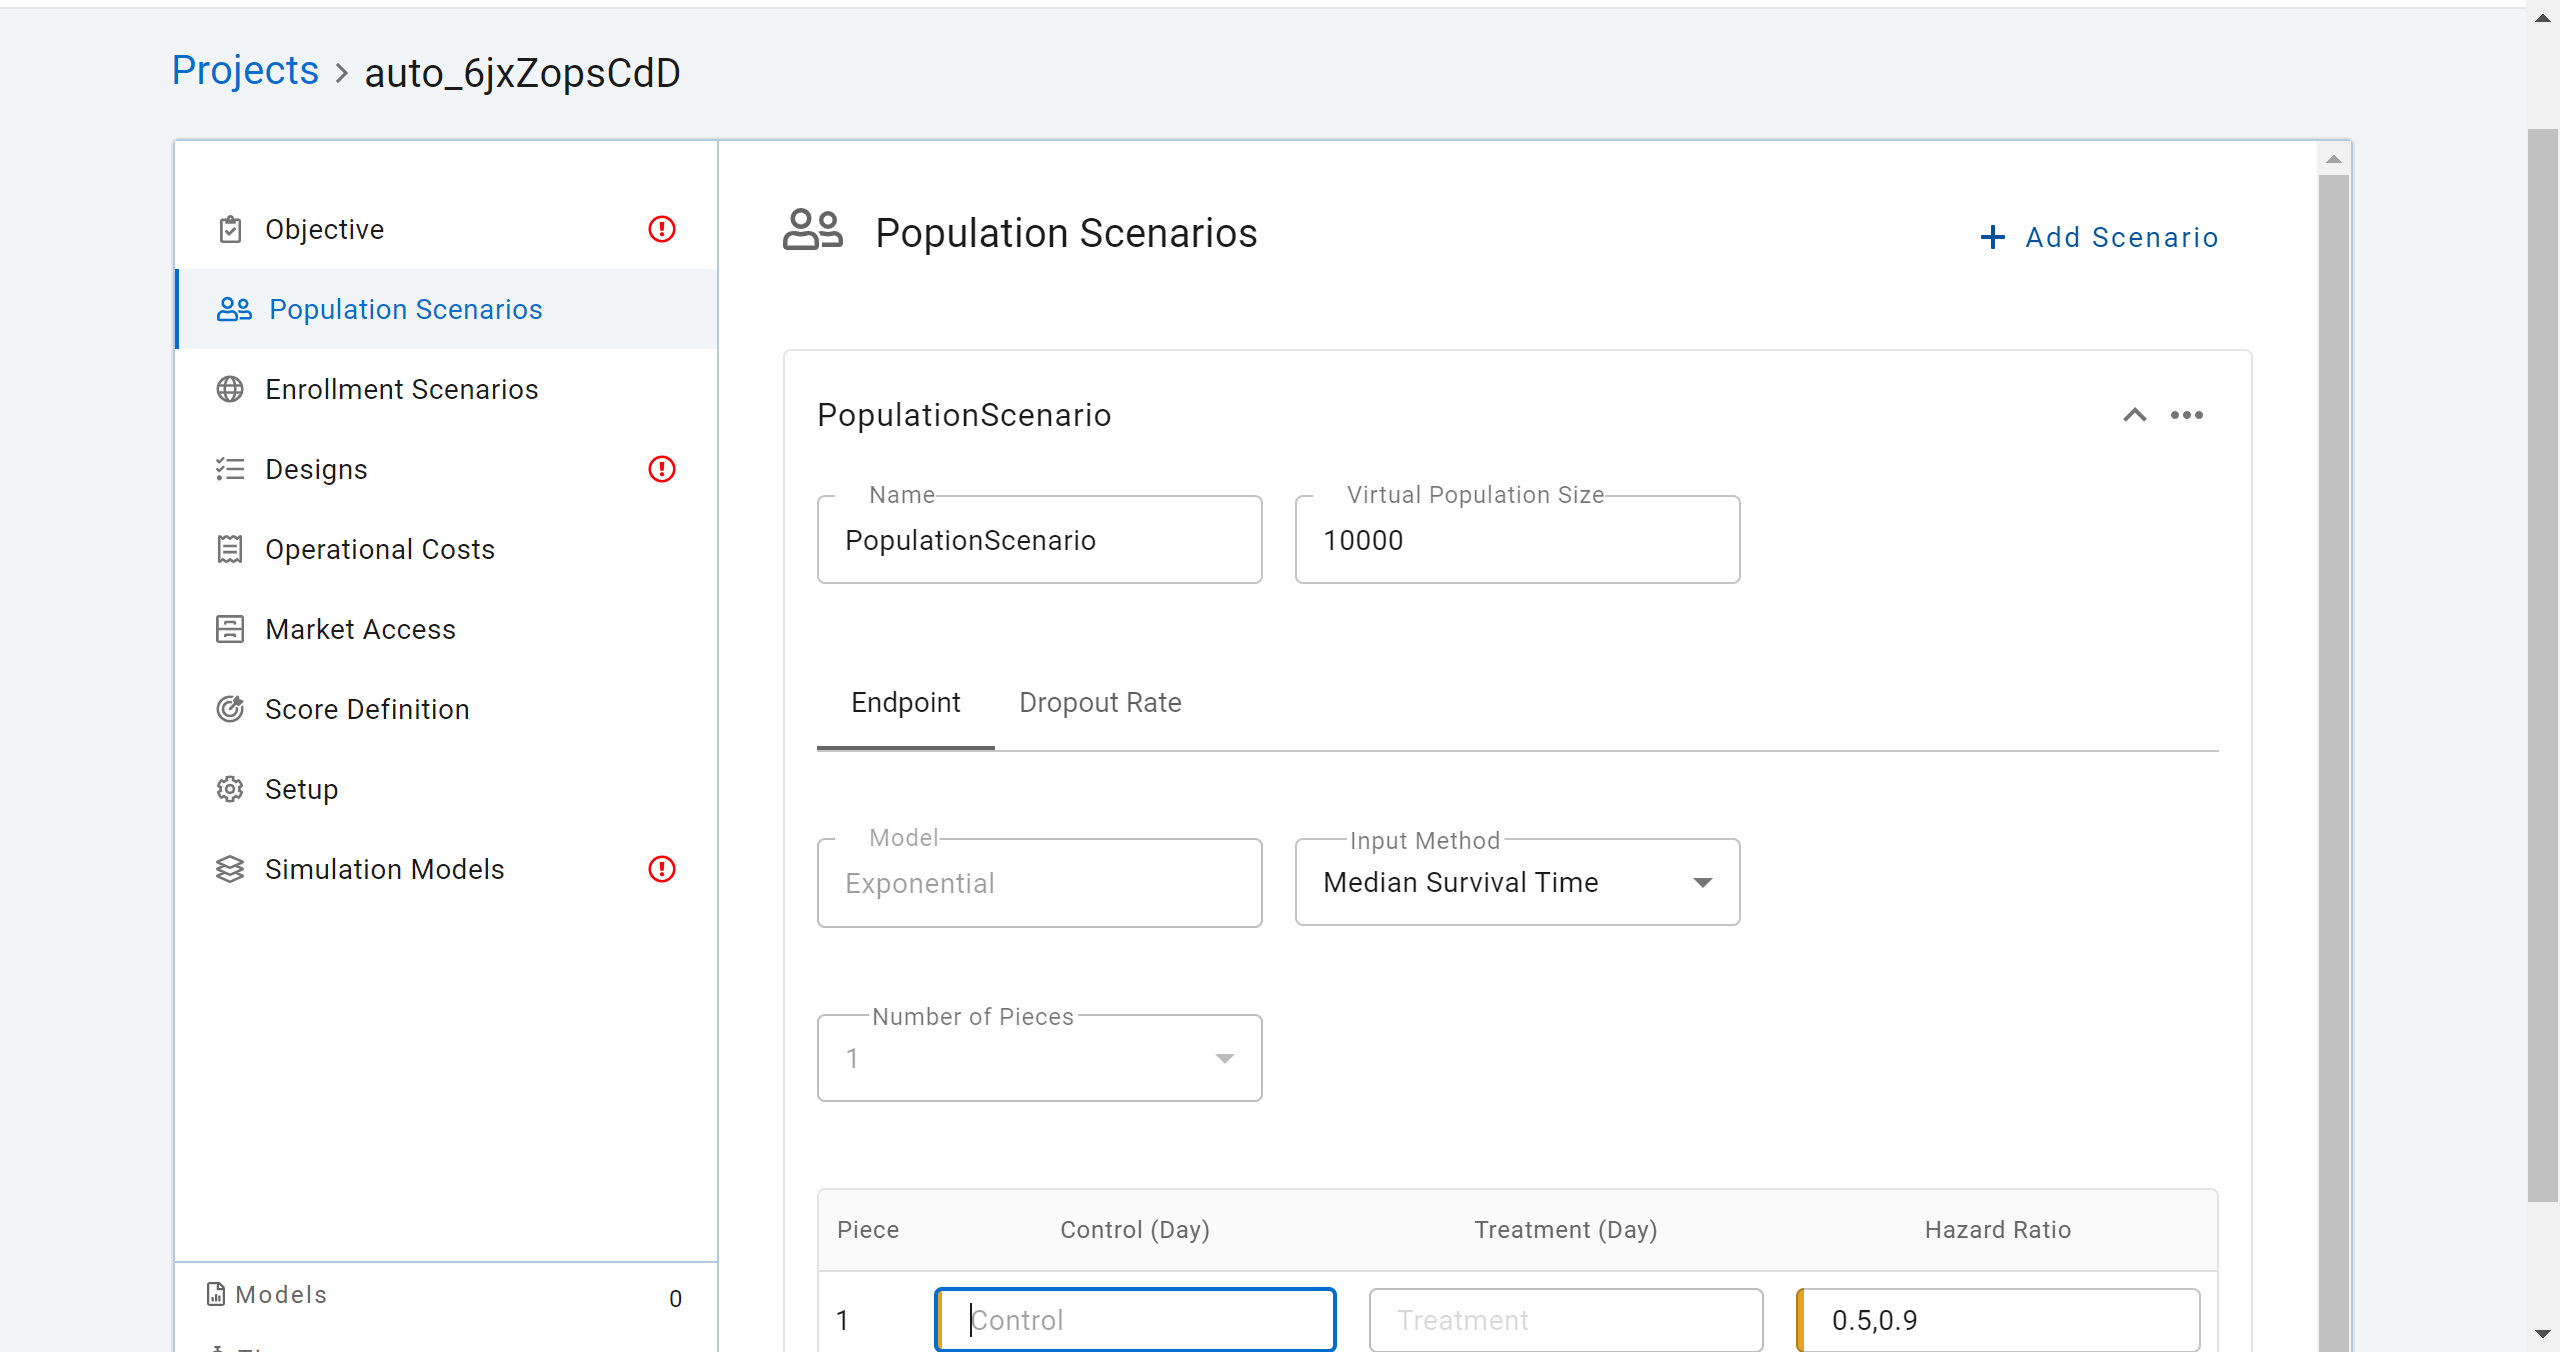 Projects > auto_6jxZopsCdD
Objective
Population Scenarios
Enrollment Scenarios
Designs
Operational Costs
Market Access
Score Definition
Setup
Simulation Models
Models 0
Population Scenarios
+ Add Scenario
PopulationScenario
Name
PopulationScenario
Virtual Population Size
10000
Endpoint Dropout Rate
Model
Exponential
Input Method
Median Survival Time
Number of Pieces
1
Piece Control (Day) Treatment (Day) Hazard Ratio
1 Control Treatment 0.5,0.9